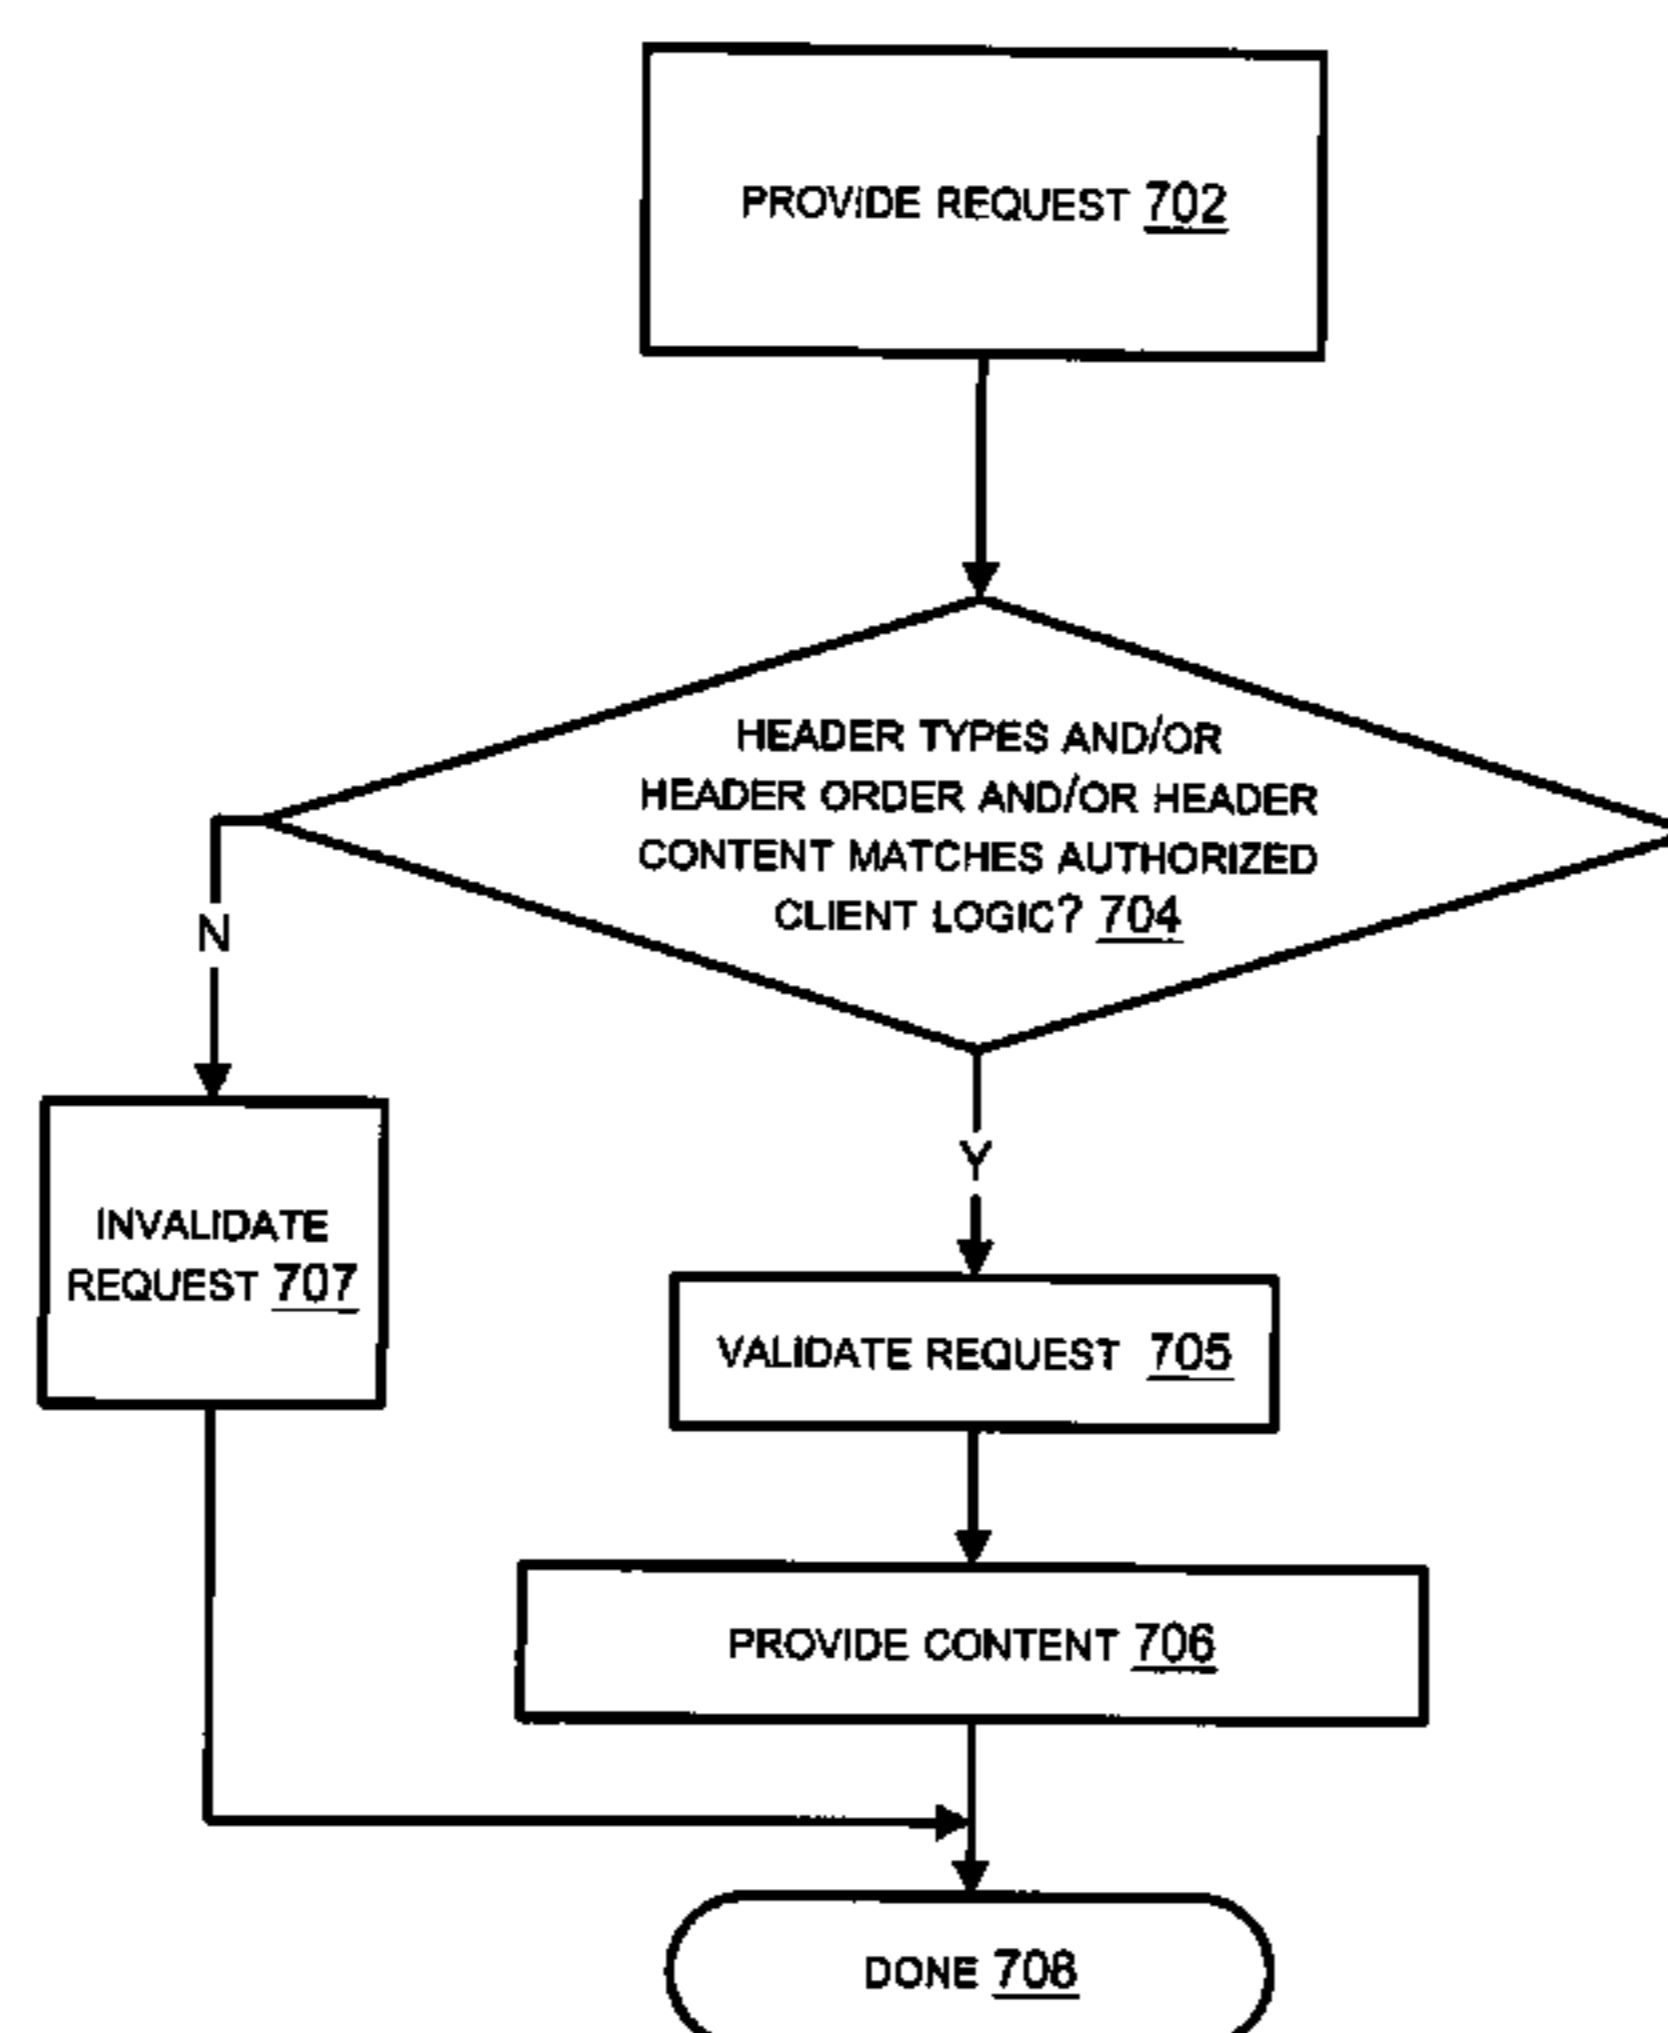 PROVIDE REQUEST 702
HEADER TYPES AND/OR
HEADER ORDER AND/OR HEADER
CONTENT MATCHES AUTHORIZED
CLIENT LOGIC? 704
N
Y
INVALIDATE
REQUEST 707
VALIDATE REQUEST 705
PROVIDE CONTENT 706
DONE 708